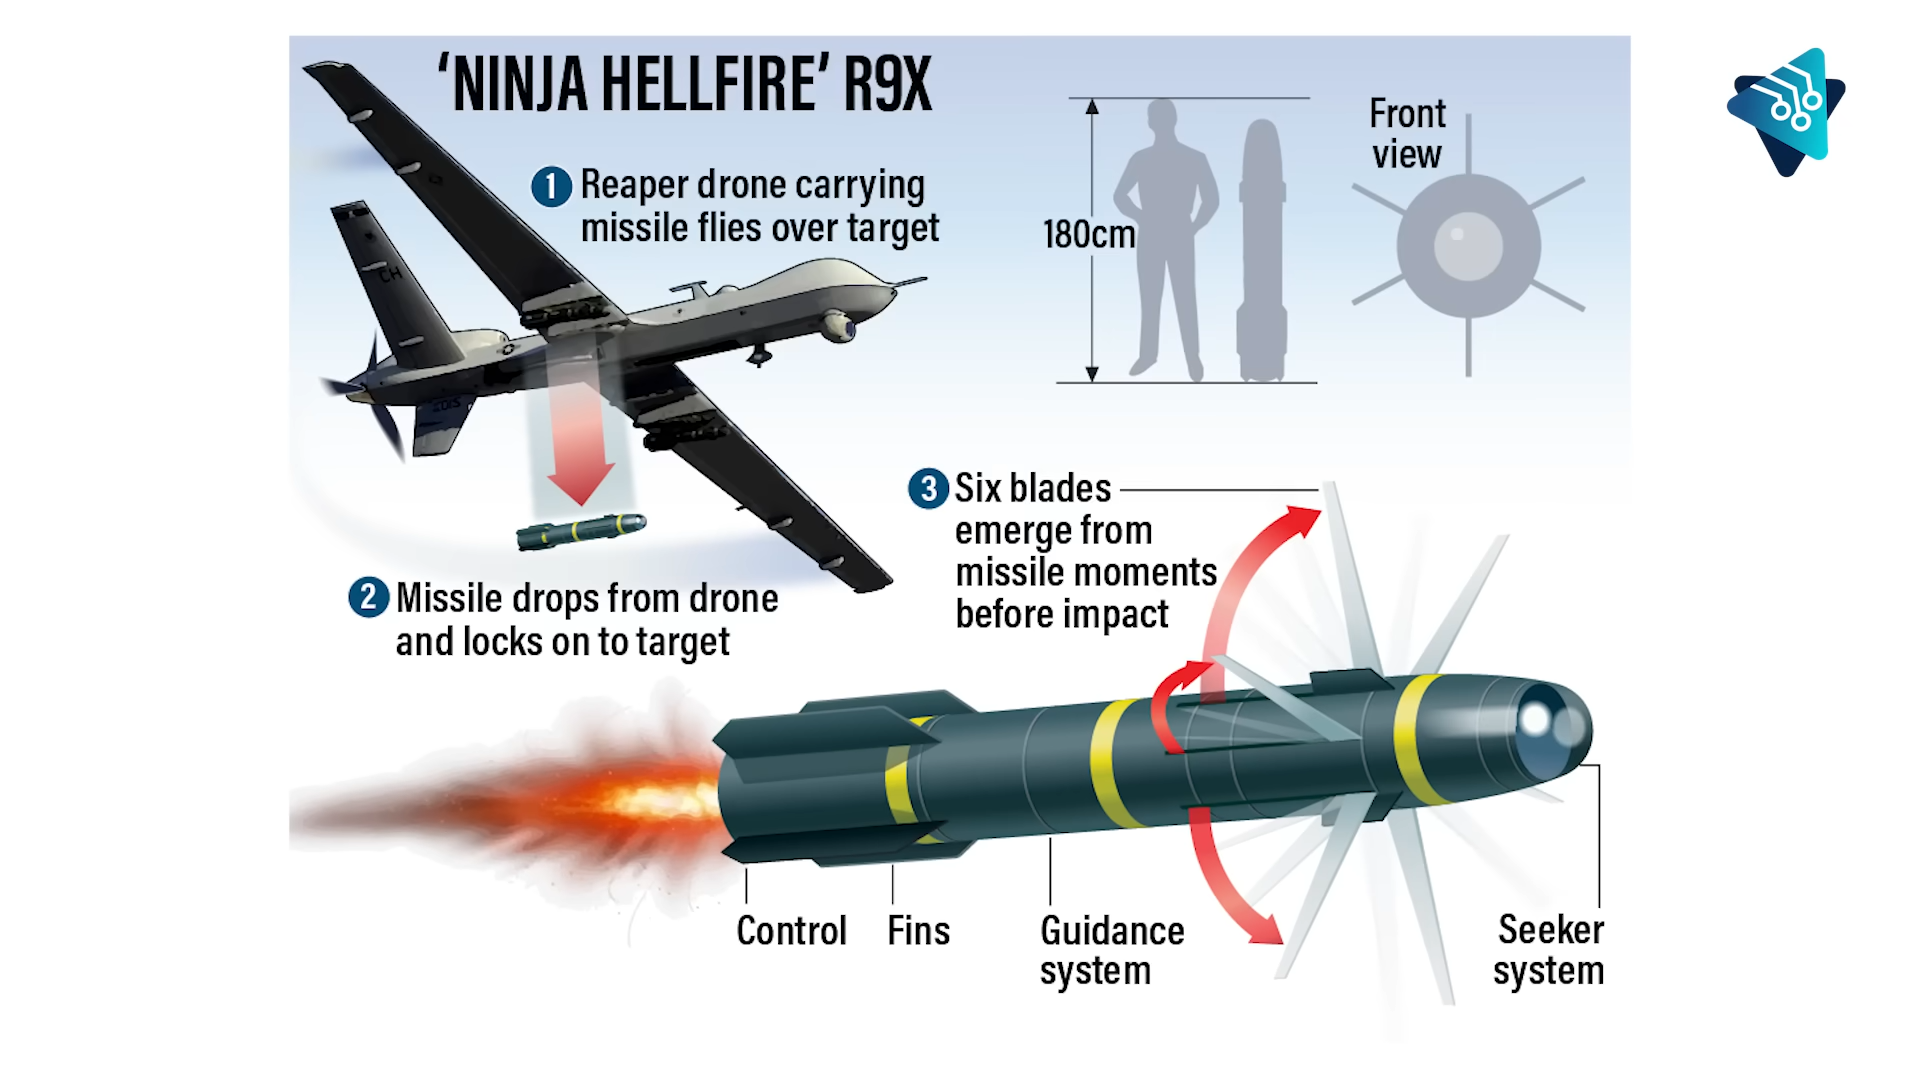 ‘NINJA HELLFIRE’ R9X
1 Reaper drone carrying
missile flies over target
CH
180cm
Front
view
2 Missile drops from drone
and locks on to target
3 Six blades
emerge from
missile moments
before impact
Control
Fins
Guidance
system
Seeker
system